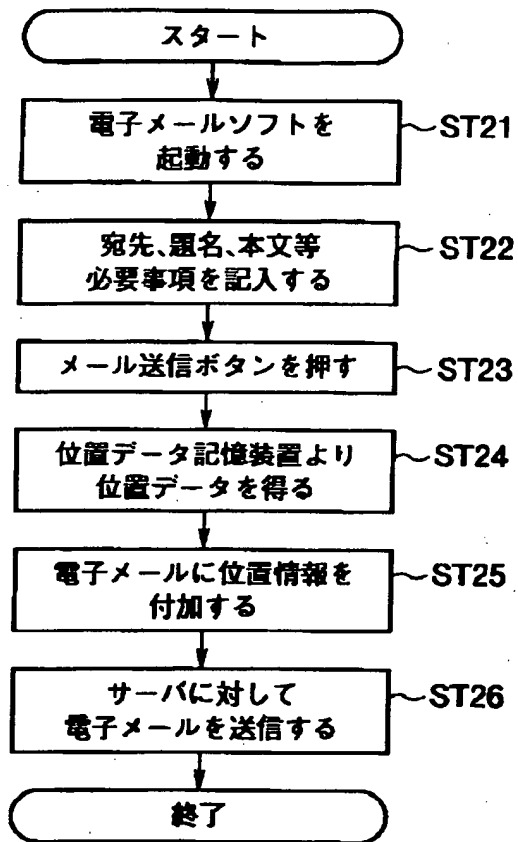 スタート
電子メールソフトを
起動する
ST21
宛先、題名、本文等
必要事項を記入する
ST22
メール送信ボタンを押す
ST23
位置データ記憶装置より
位置データを得る
ST24
電子メールに位置情報を
付加する
ST25
サーバに対して
電子メールを送信する
ST26
終了